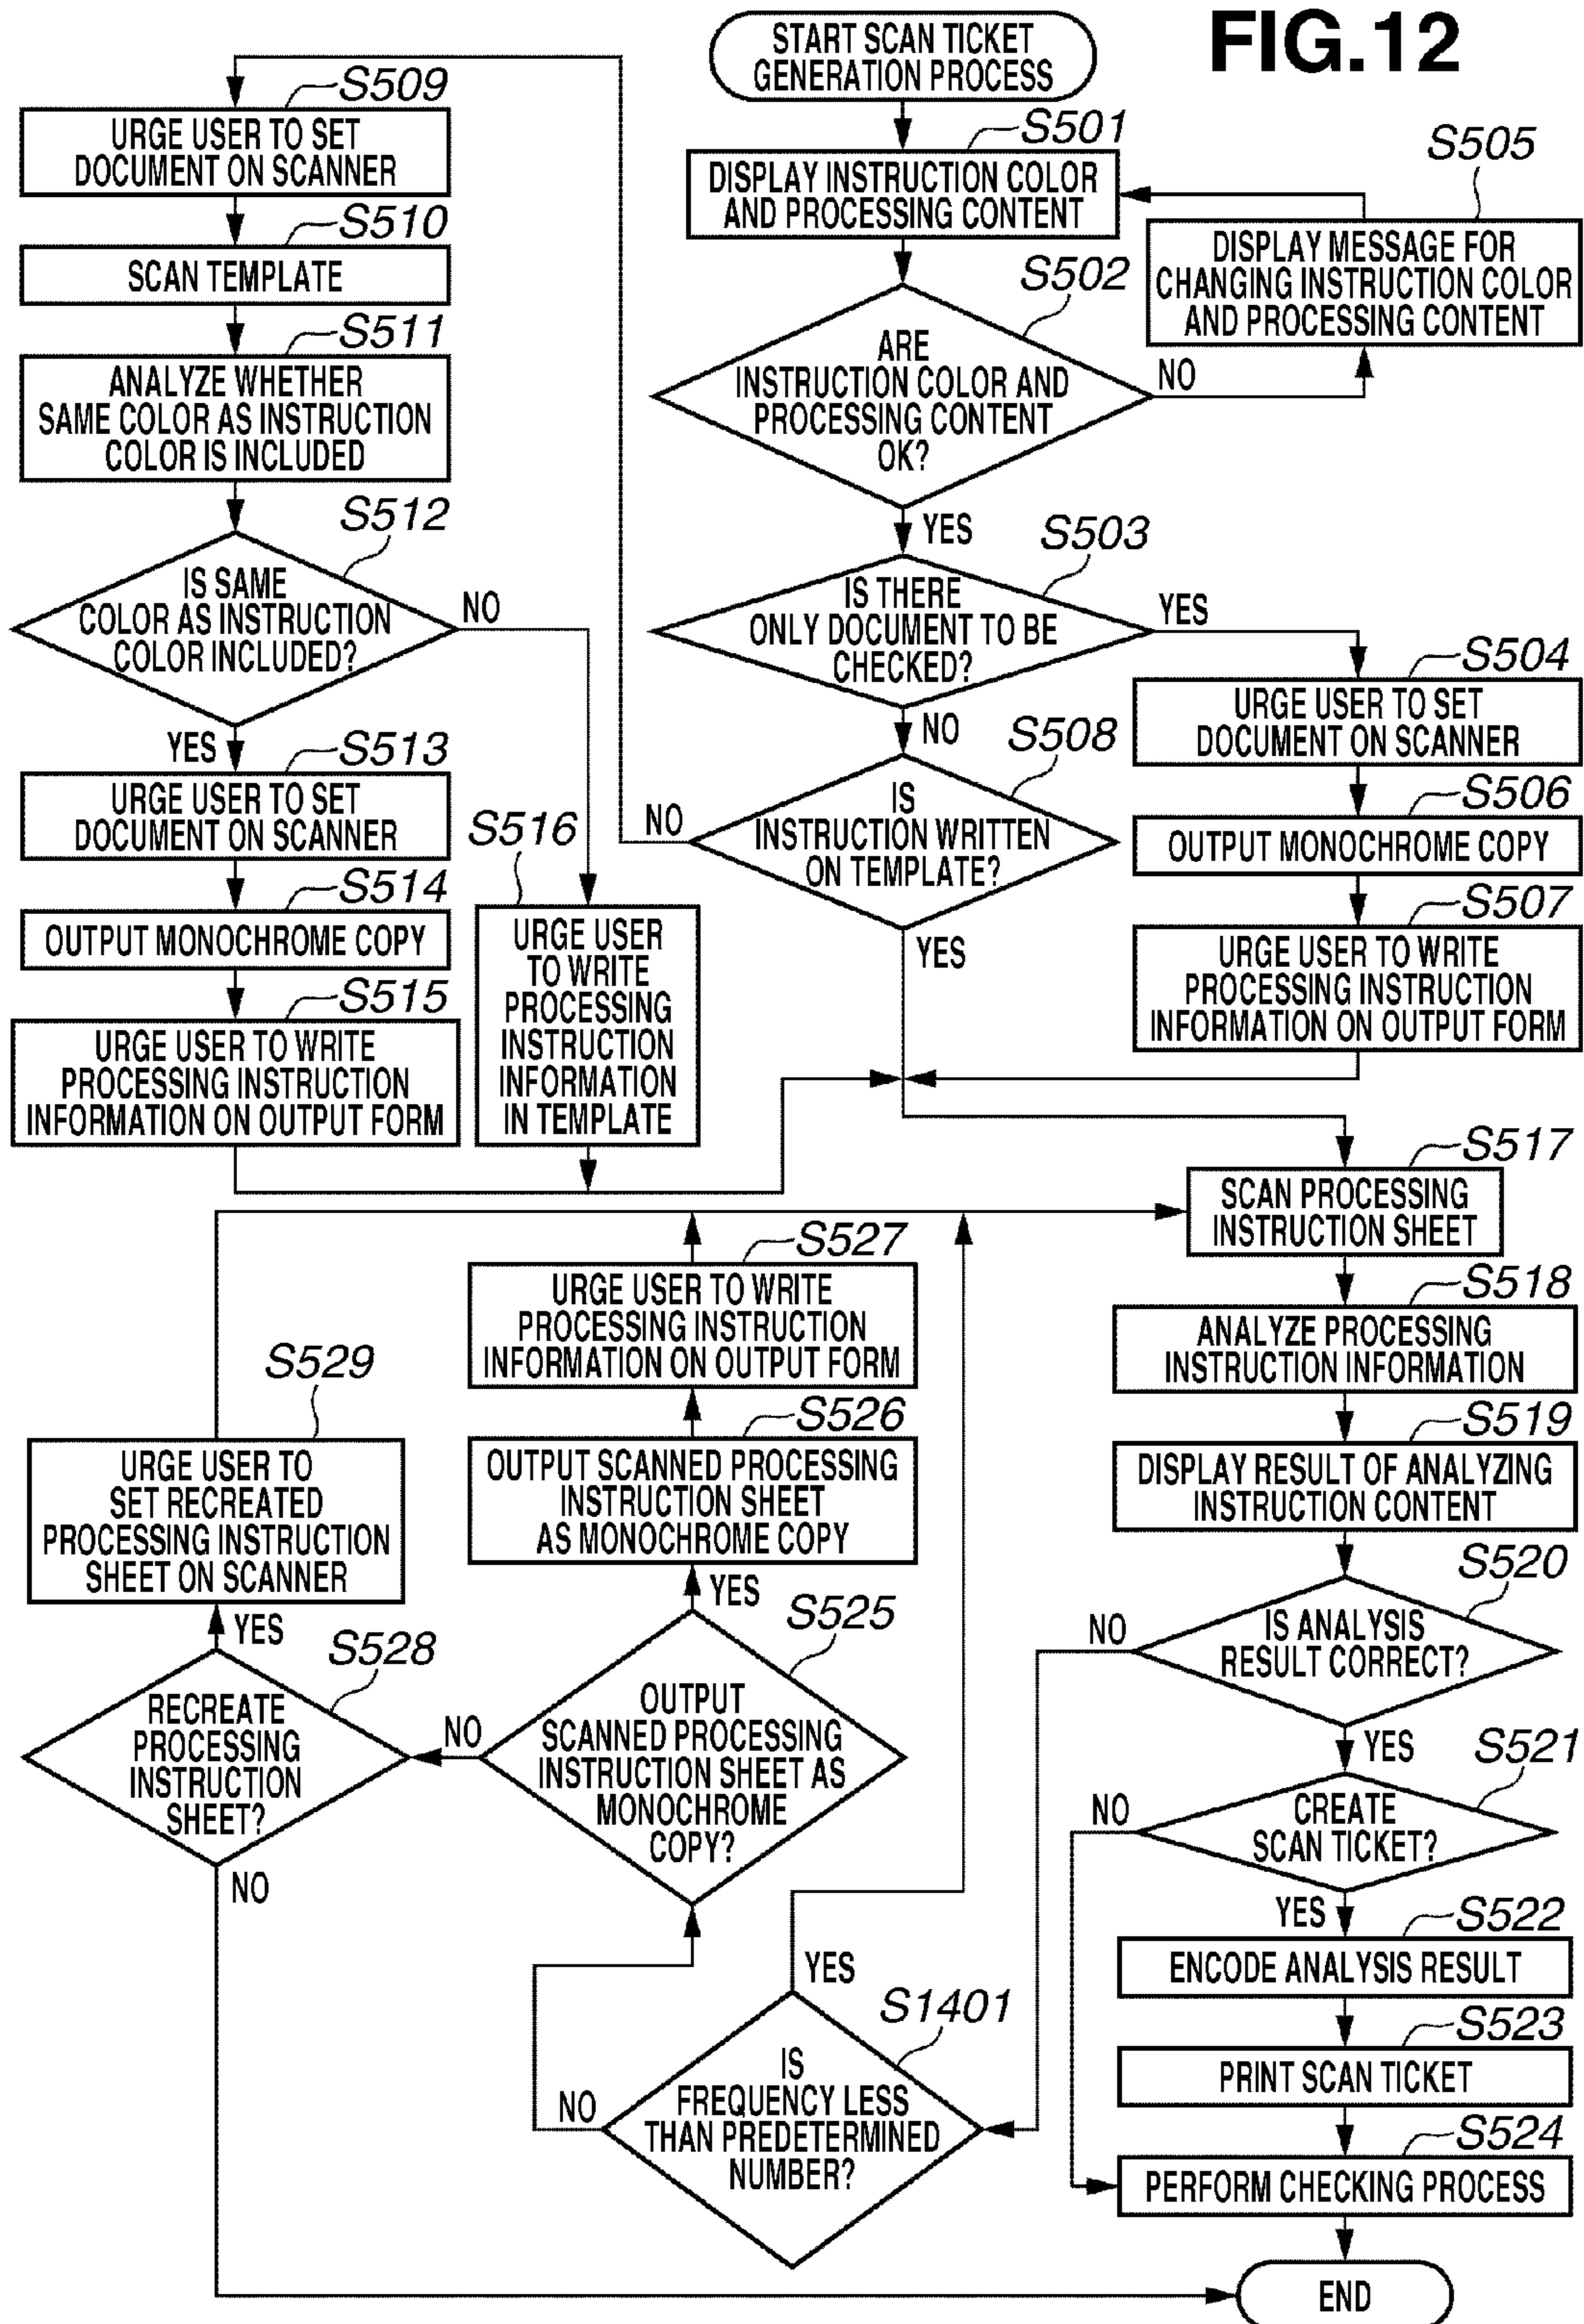 FIG.12
START SCAN TICKET
GENERATION PROCESS
S501
DISPLAY INSTRUCTION COLOR
AND PROCESSING CONTENT
S505
DISPLAY MESSAGE FOR
CHANGING INSTRUCTION COLOR
AND PROCESSING CONTENT
S502
ARE
INSTRUCTION COLOR AND
PROCESSING CONTENT
OK?
NO
YES
S503
IS THERE
ONLY DOCUMENT TO BE
CHECKED?
YES
NO
S504
URGE USER TO SET
DOCUMENT ON SCANNER
S506
OUTPUT MONOCHROME COPY
S507
URGE USER TO WRITE
PROCESSING INSTRUCTION
INFORMATION ON OUTPUT FORM
S508
IS
INSTRUCTION WRITTEN
ON TEMPLATE?
NO
YES
S509
URGE USER TO SET
DOCUMENT ON SCANNER
S510
SCAN TEMPLATE
S511
ANALYZE WHETHER
SAME COLOR AS INSTRUCTION
COLOR IS INCLUDED
S512
IS SAME
COLOR AS INSTRUCTION
COLOR INCLUDED?
NO
YES
S513
URGE USER TO SET
DOCUMENT ON SCANNER
S514
OUTPUT MONOCHROME COPY
S515
URGE USER TO WRITE
PROCESSING INSTRUCTION
INFORMATION ON OUTPUT FORM
S516
URGE USER
TO WRITE
PROCESSING
INSTRUCTION
INFORMATION
IN TEMPLATE
S517
SCAN PROCESSING
INSTRUCTION SHEET
S518
ANALYZE PROCESSING
INSTRUCTION INFORMATION
S519
DISPLAY RESULT OF ANALYZING
INSTRUCTION CONTENT
S520
IS ANALYSIS
RESULT CORRECT?
NO
YES
S521
CREATE
SCAN TICKET?
NO
YES
S522
ENCODE ANALYSIS RESULT
S523
PRINT SCAN TICKET
S524
PERFORM CHECKING PROCESS
END
S527
URGE USER TO WRITE
PROCESSING INSTRUCTION
INFORMATION ON OUTPUT FORM
S526
OUTPUT SCANNED PROCESSING
INSTRUCTION SHEET
AS MONOCHROME COPY
YES
S525
OUTPUT
SCANNED PROCESSING
INSTRUCTION SHEET AS
MONOCHROME
COPY?
NO
S529
URGE USER TO
SET RECREATED
PROCESSING INSTRUCTION
SHEET ON SCANNER
YES
S528
RECREATE
PROCESSING
INSTRUCTION
SHEET?
NO
YES
S1401
IS
FREQUENCY LESS
THAN PREDETERMINED
NUMBER?
NO